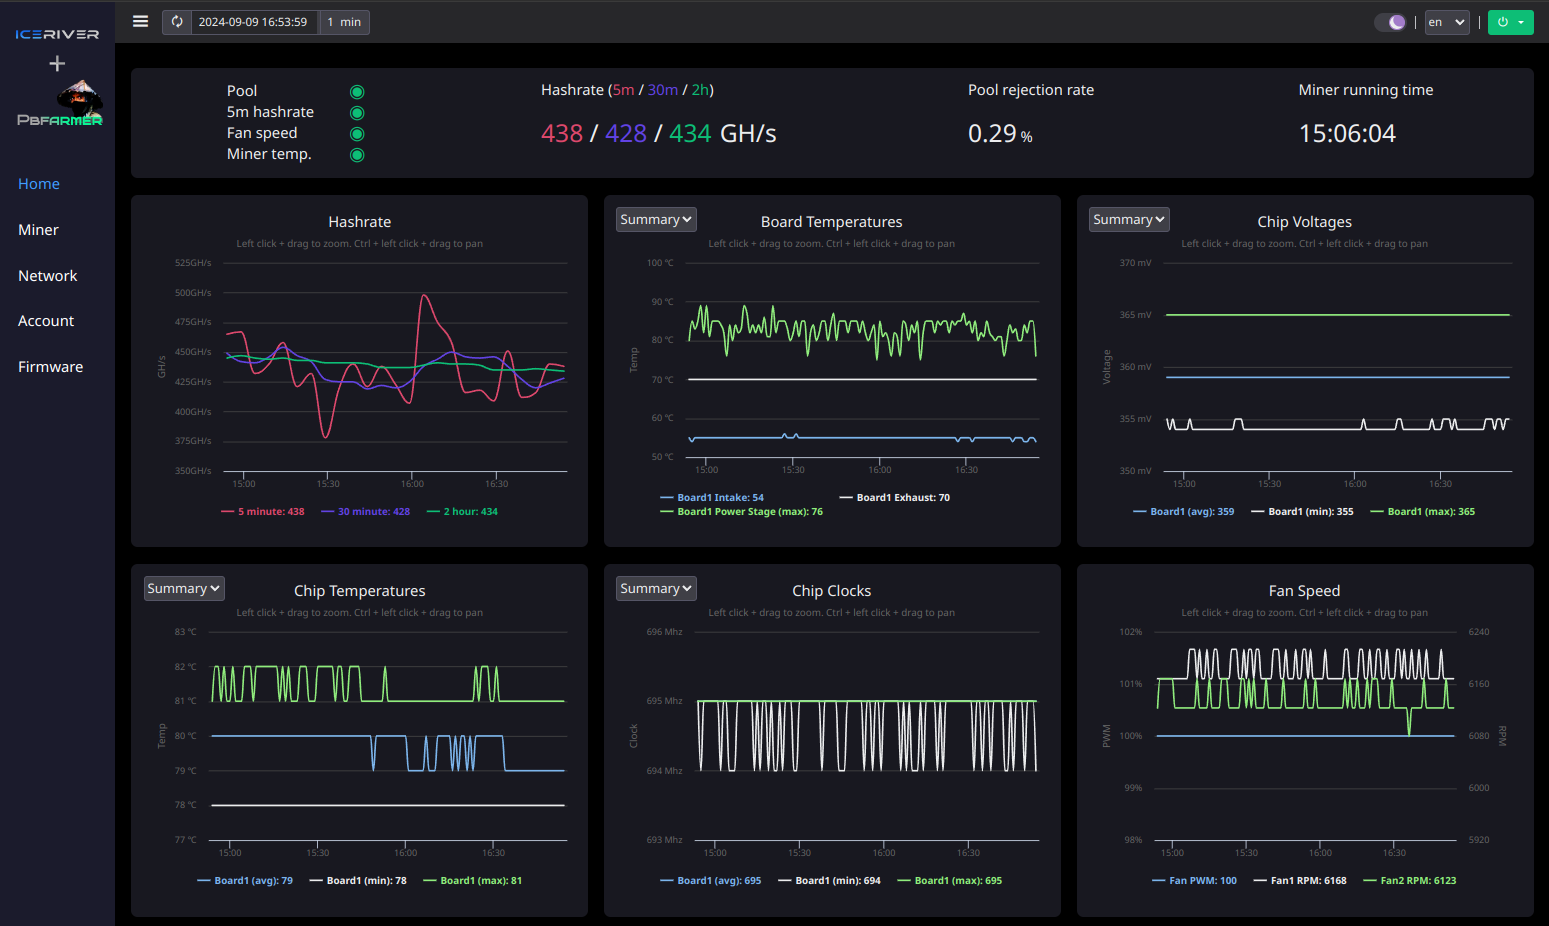 ICERIVER
+
PBFARMER
Home
Miner
Network
Account
Firmware
2024-09-09 16:53:59
1 min
|
en
|
Pool
5m hashrate
Fan speed
Miner temp.
Hashrate (5m / 30m / 2h)
438 / 428 / 434 GH/s
Pool rejection rate
0.29 %
Miner running time
15:06:04
Hashrate
Left click + drag to zoom. Ctrl + left click + drag to pan
525GH/s
500GH/s
475GH/s
450GH/s
425GH/s
400GH/s
375GH/s
350GH/s
GH/s
15:00 15:30 16:00 16:30
5 minute: 438 30 minute: 428 2 hour: 434
Summary
Board Temperatures
Left click + drag to zoom. Ctrl + left click + drag to pan
100 °C
90 °C
80 °C
70 °C
60 °C
50 °C
Temp
15:00 15:30 16:00 16:30
Board1 Intake: 54 Board1 Exhaust: 70
Board1 Power Stage (max): 76
Summary
Chip Voltages
Left click + drag to zoom. Ctrl + left click + drag to pan
370 mV
365 mV
360 mV
355 mV
350 mV
Voltage
15:00 15:30 16:00 16:30
Board1 (avg): 359 Board1 (min): 355 Board1 (max): 365
Summary
Chip Temperatures
Left click + drag to zoom. Ctrl + left click + drag to pan
83 °C
82 °C
81 °C
80 °C
79 °C
78 °C
77 °C
Temp
15:00 15:30 16:00 16:30
Board1 (avg): 79 Board1 (min): 78 Board1 (max): 81
Summary
Chip Clocks
Left click + drag to zoom. Ctrl + left click + drag to pan
696 Mhz
695 Mhz
694 Mhz
693 Mhz
Clock
15:00 15:30 16:00 16:30
Board1 (avg): 695 Board1 (min): 694 Board1 (max): 695
Fan Speed
Left click + drag to zoom. Ctrl + left click + drag to pan
102% 6240
101% 6160
100% 6080
99% 6000
98% 5920
PWM
RPM
15:00 15:30 16:00 16:30
Fan PWM: 100 Fan1 RPM: 6168 Fan2 RPM: 6123